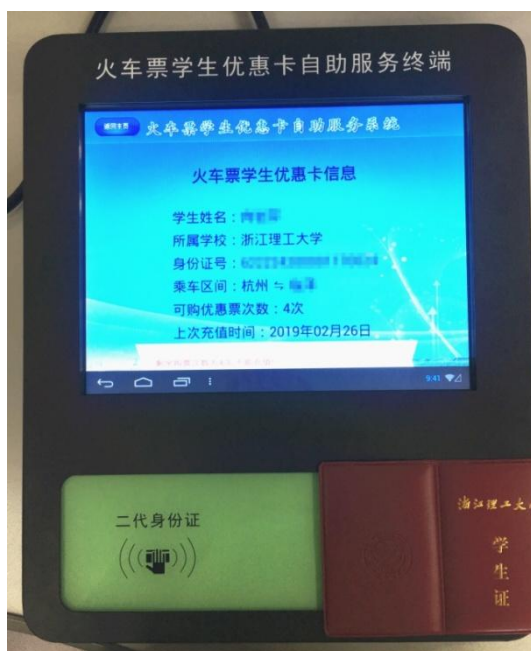 火车票学生优惠卡自助服务终端
返回主页 火车票学生优惠卡自助服务系统
火车票学生优惠卡信息
学生姓名：
所属学校：浙江理工大学
身份证号：
乘车区间：杭州 ⇋
可购优惠票次数：4次
上次充值时间：2019年02月26日
9:41
二代身份证
浙江理工大
学生证